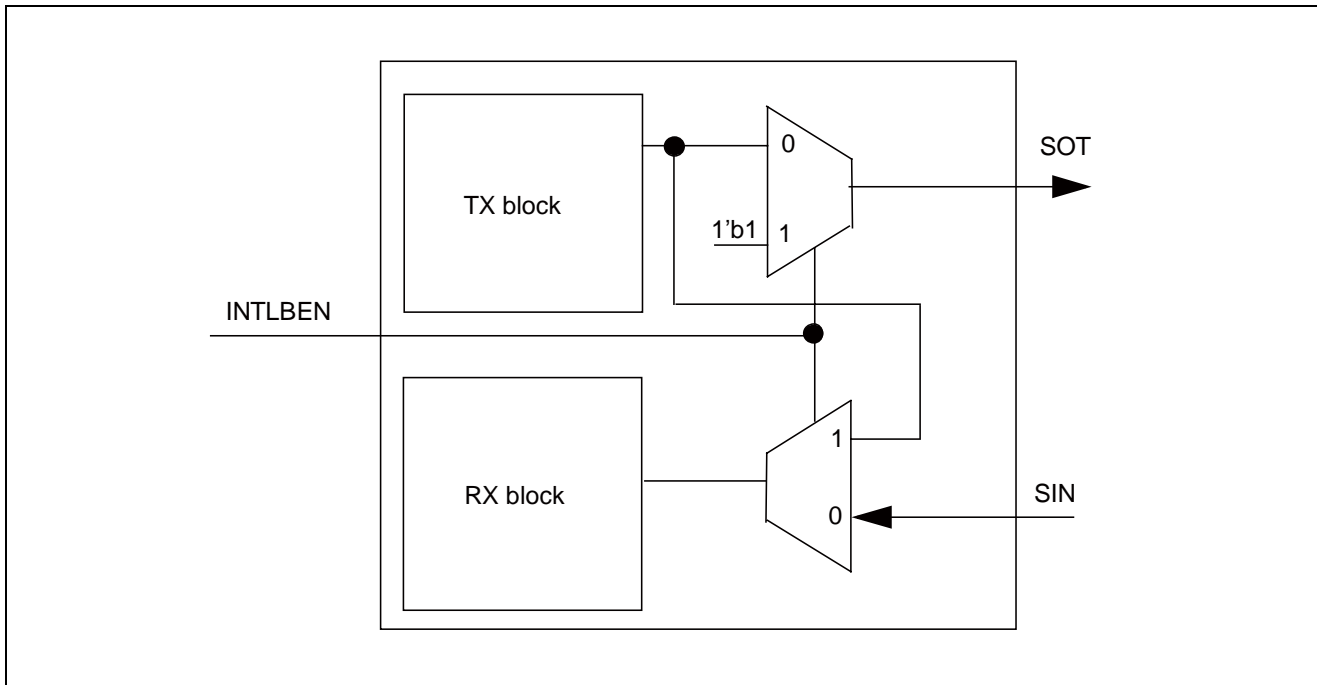 0
SOT
TX block
1’b1
1
INTLBEN
1
RX block
SIN
0